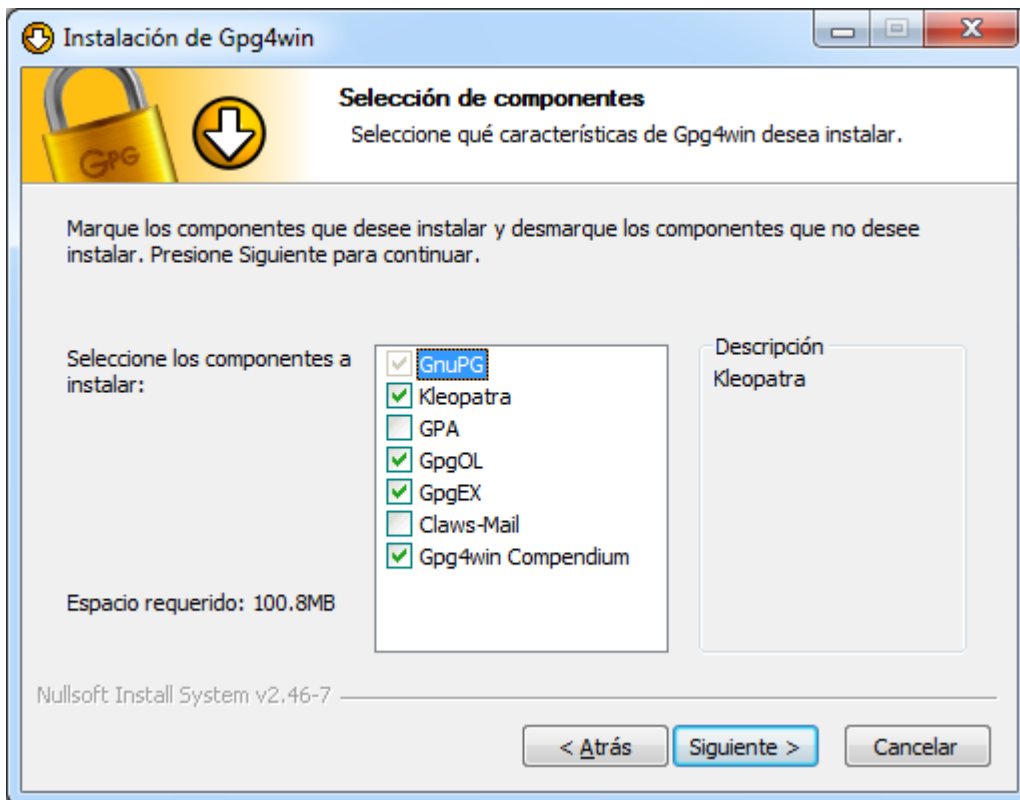 Instalación de Gpg4win
GPG
Selección de componentes
Seleccione qué características de Gpg4win desea instalar.
Marque los componentes que desee instalar y desmarque los componentes que no desee
instalar. Presione Siguiente para continuar.
Seleccione los componentes a
instalar:
GnuPG
Kleopatra
GPA
GpgOL
GpgEX
Claws-Mail
Gpg4win Compendium
Descripción
Kleopatra
Espacio requerido: 100.8MB
Nullsoft Install System v2.46-7
< Atrás
Siguiente >
Cancelar